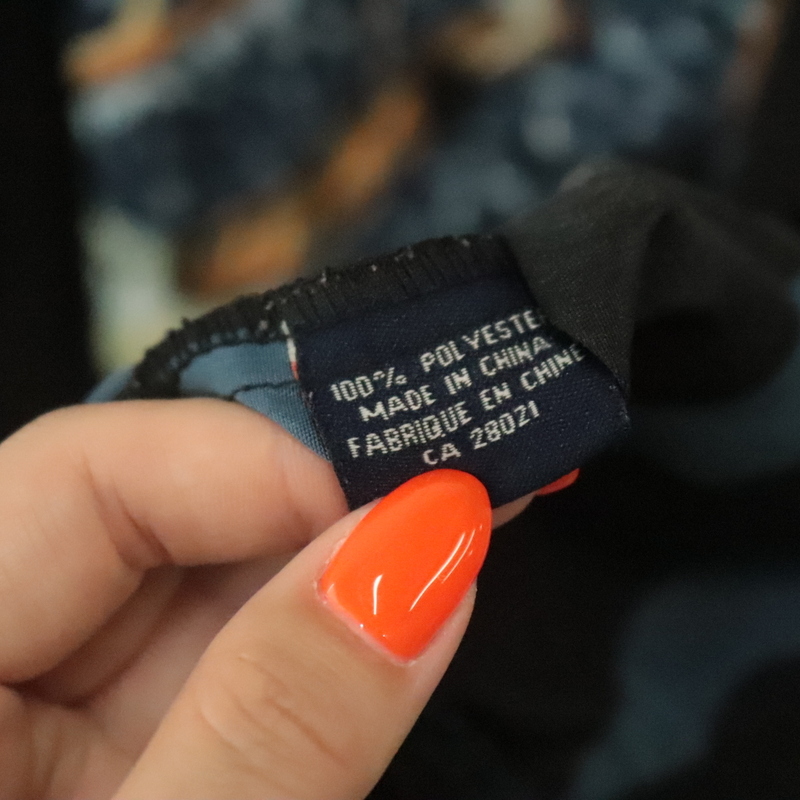 100% POLYESTE
MADE IN CHINA
FABRIQUE EN CHINE
CA 28021